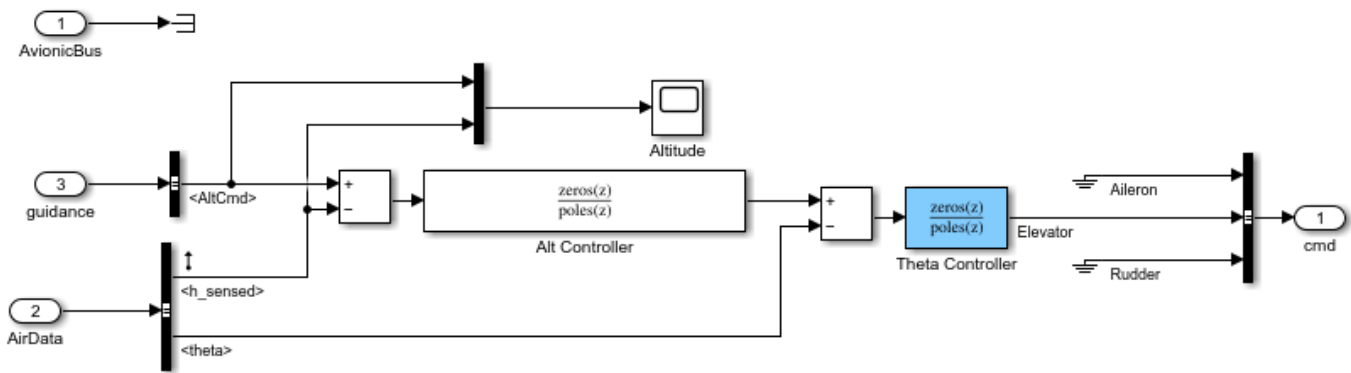 1
AvionicBus
Altitude
3
guidance
<AltCmd>
+
−
zeros(z)
poles(z)
Alt Controller
+
−
zeros(z)
poles(z)
Theta Controller
Elevator
Aileron
Rudder
1
cmd
<h_sensed>
2
AirData
<theta>